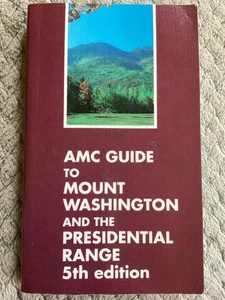 AMC GUIDE
TO
MOUNT
WASHINGTON
AND THE
PRESIDENTIAL
RANGE
5th edition